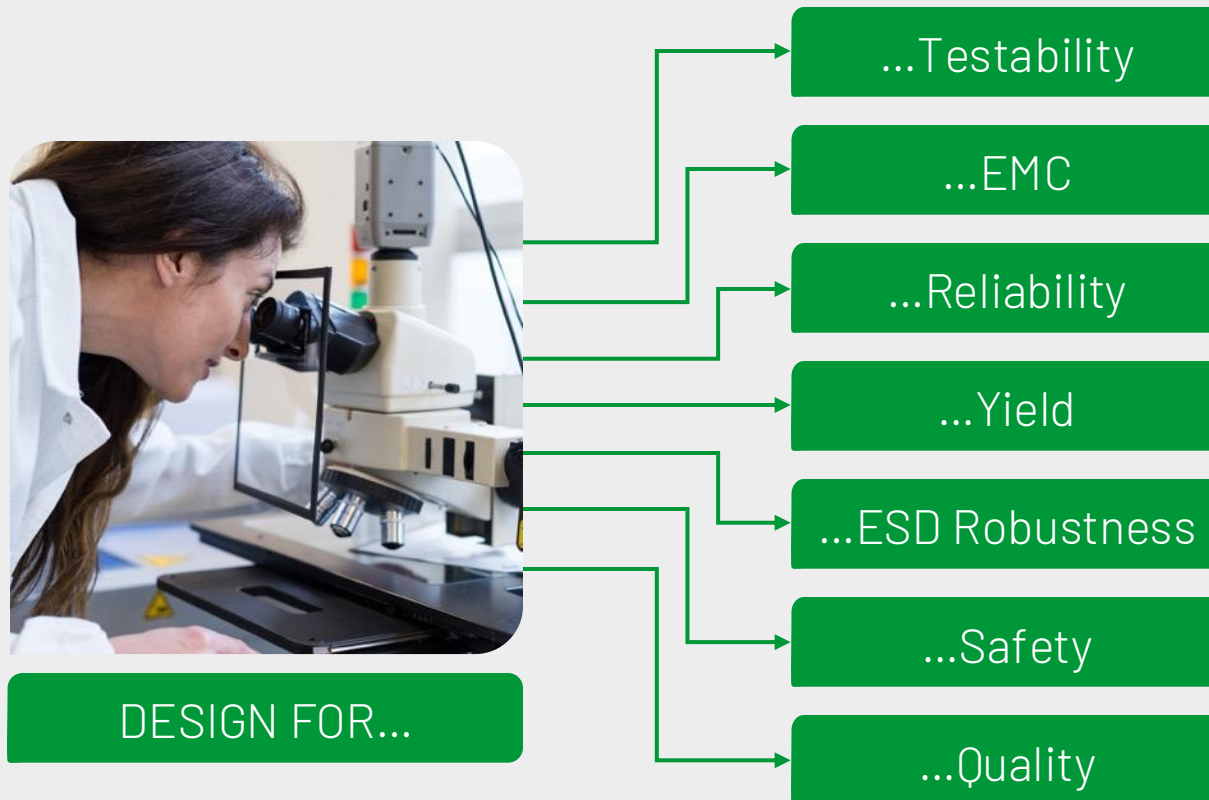 ...Testability
...EMC
...Reliability
...Yield
...ESD Robustness
...Safety
...Quality
DESIGN FOR...